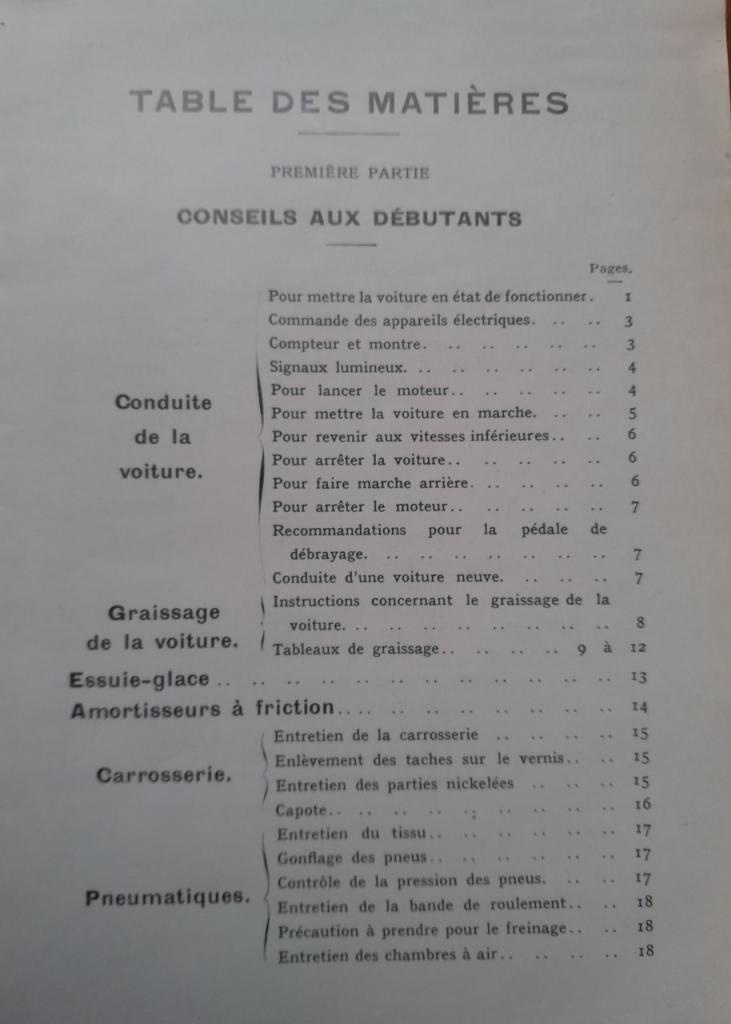 TABLE DES MATIÈRES
PREMIÈRE PARTIE
CONSEILS AUX DÉBUTANTS
Pages.
Conduite
de la
voiture.
Pour mettre la voiture en état de fonctionner. 1
Commande des appareils électriques. .. .. 3
Compteur et montre. .. .. .. .. .. .. 3
Signaux lumineux. .. .. .. .. .. .. 4
Pour lancer le moteur.. .. .. .. .. 4
Pour mettre la voiture en marche. .. .. 5
Pour revenir aux vitesses inférieures.. .. 6
Pour arrêter la voiture.. .. .. .. .. 6
Pour faire marche arrière. .. .. .. .. 6
Pour arrêter le moteur.. .. .. .. .. 7
Recommandations pour la pédale de
débrayage. .. .. .. .. .. .. .. 7
Conduite d'une voiture neuve. .. .. .. 7
Graissage
de la voiture.
Instructions concernant le graissage de la
voiture. .. .. .. .. .. .. .. .. 8
Tableaux de graissage.. .. .. .. 9 à 12
Essuie-glace .. .. .. .. .. .. .. .. .. .. .. .. .. 13
Amortisseurs à friction.. .. .. .. .. .. .. .. .. 14
Carrosserie.
Entretien de la carrosserie .. .. .. .. 15
Enlèvement des taches sur le vernis.. .. 15
Entretien des parties nickelées .. .. .. 15
Capote.. .. .. .. .. .. .. .. .. 16
Pneumatiques.
Entretien du tissu.. .. .. .. .. .. 17
Gonflage des pneus.. .. .. .. .. .. 17
Contrôle de la pression des pneus. .. .. 17
Entretien de la bande de roulement.. .. 18
Précaution à prendre pour le freinage.. .. 18
Entretien des chambres à air.. .. .. .. 18